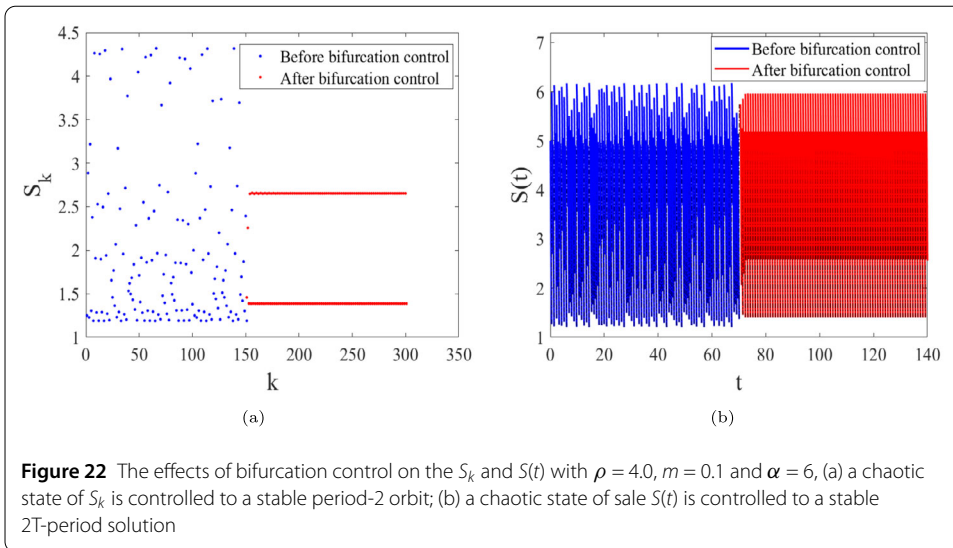 4.5
4
3.5
3
2.5
2
1.5
1
S_k
Before bifurcation control
After bifurcation control
0 50 100 150 200 250 300 350
k
(a)
7
6
5
4
3
2
1
S(t)
Before bifurcation control
After bifurcation control
0 20 40 60 80 100 120 140
t
(b)
Figure 22 The effects of bifurcation control on the S_k and S(t) with ρ = 4.0, m = 0.1 and α = 6, (a) a chaotic
state of S_k is controlled to a stable period-2 orbit; (b) a chaotic state of sale S(t) is controlled to a stable
2T-period solution